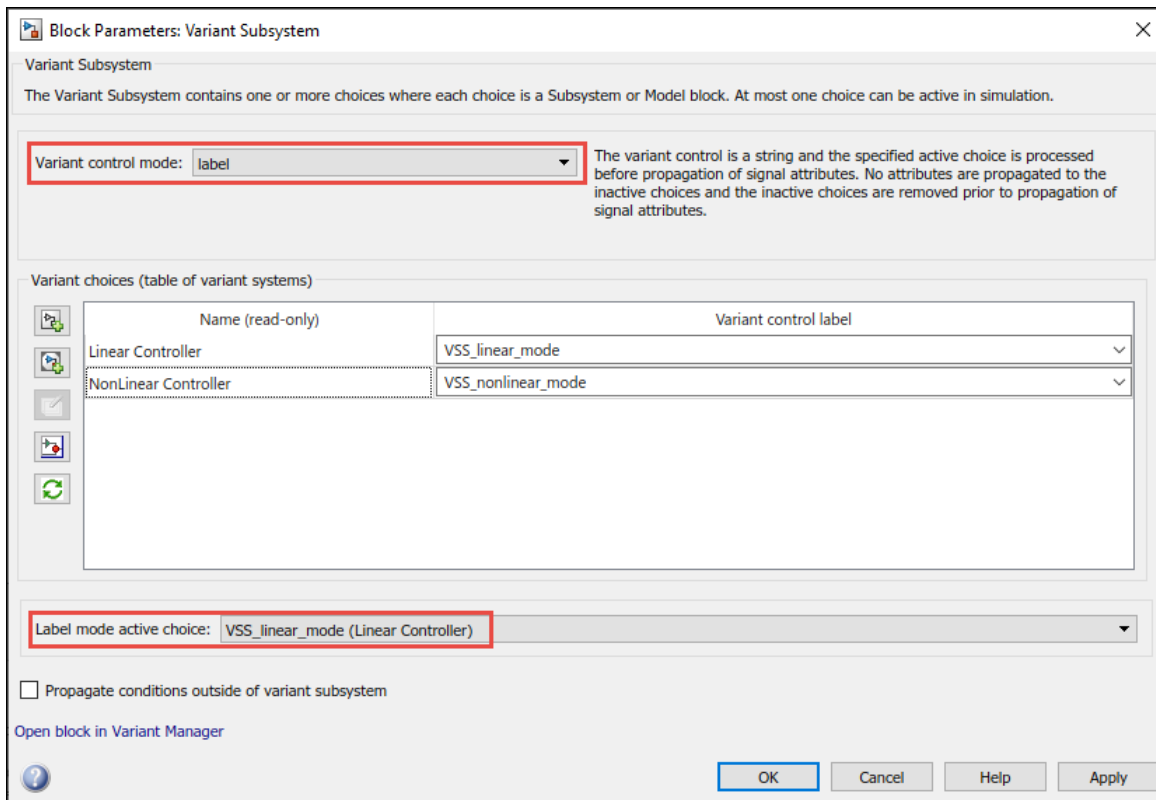 Block Parameters: Variant Subsystem
Variant Subsystem
The Variant Subsystem contains one or more choices where each choice is a Subsystem or Model block. At most one choice can be active in simulation.
Variant control mode: label
The variant control is a string and the specified active choice is processed
before propagation of signal attributes. No attributes are propagated to the
inactive choices and the inactive choices are removed prior to propagation of
signal attributes.
Variant choices (table of variant systems)
Name (read-only) Variant control label
Linear Controller VSS_linear_mode
NonLinear Controller VSS_nonlinear_mode
Label mode active choice: VSS_linear_mode (Linear Controller)
Propagate conditions outside of variant subsystem
Open block in Variant Manager
? OK Cancel Help Apply